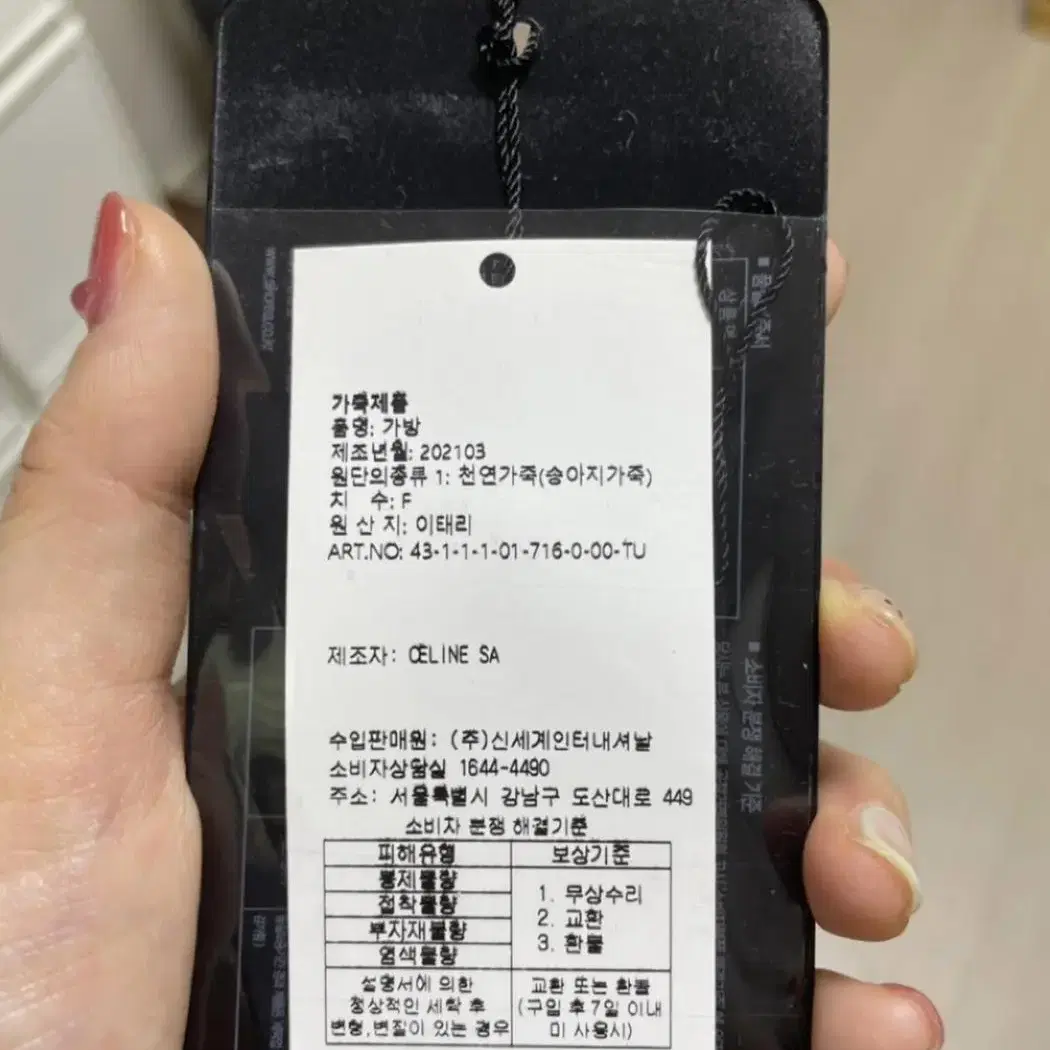 가죽제품
품명: 가방
제조년월: 202103
원단의종류 1: 천연가죽(송아지가죽)
치 수: F
원 산 지: 이태리
ART.NO: 43-1-1-1-01-716-0-00-TU
제조자: CELINE SA
수입판매원: (주)신세계인터내셔날
소비자상담실 1644-4490
주소: 서울특별시 강남구 도산대로 449
소비자 분쟁 해결기준
피해유형 보상기준
봉제불량
접착불량
부자재불량
염색불량
1. 무상수리
2. 교환
3. 환불
설명서에 의한
정상적인 세탁 후
변형,변질이 있는 경우
교환 또는 환불
(구입 후 7일 이내
미 사용시)
■ 소비자 분쟁 해결 기준